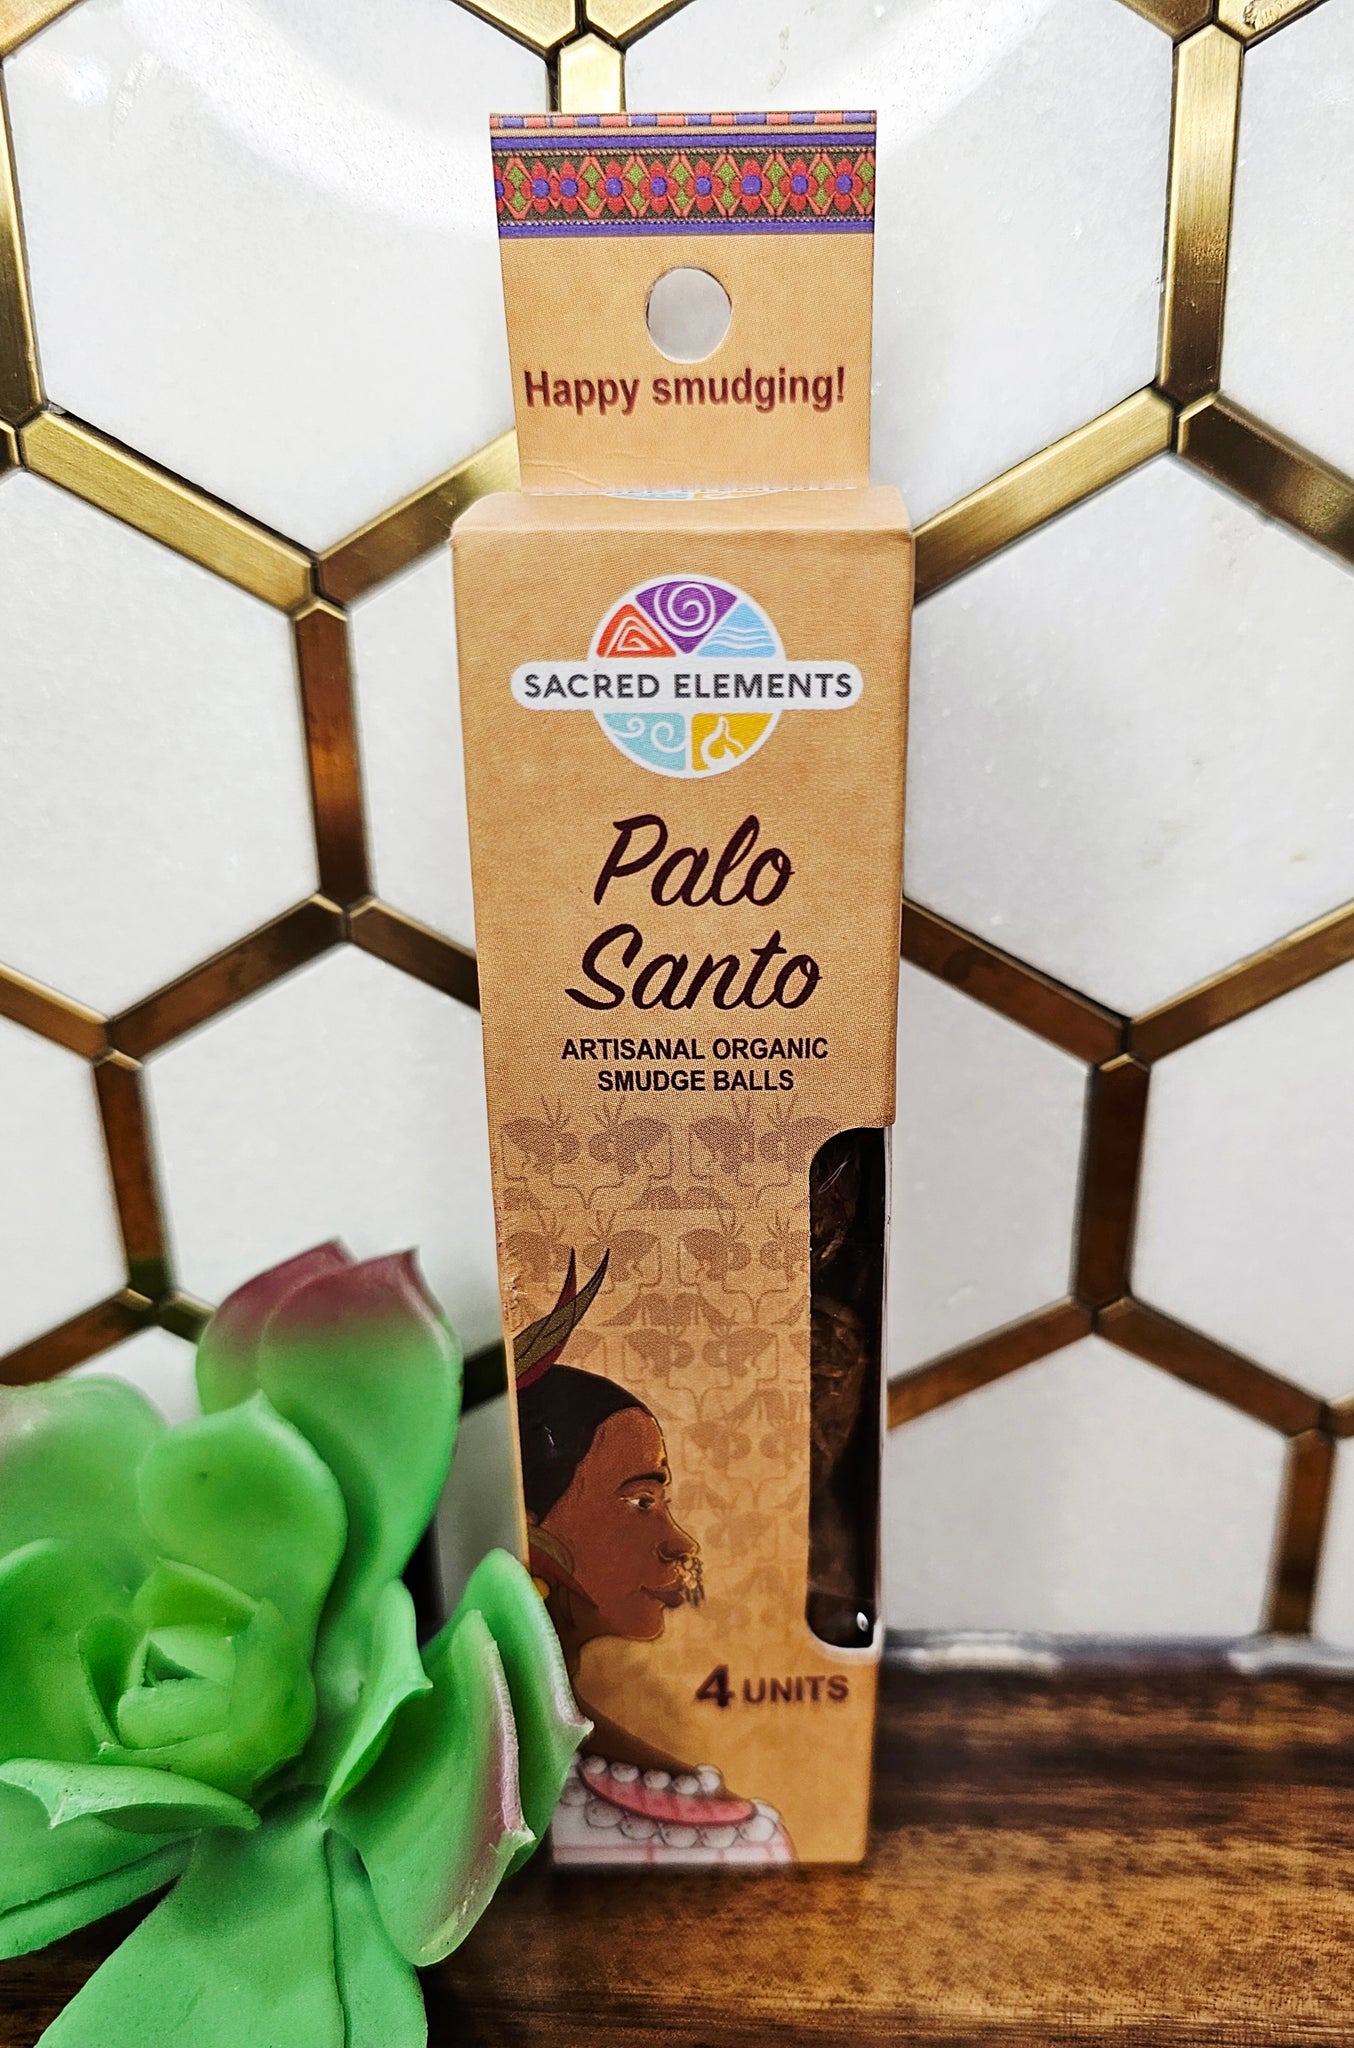 Happy smudging!
SACRED ELEMENTS
Palo
Santo
ARTISANAL ORGANIC
SMUDGE BALLS
4 UNITS